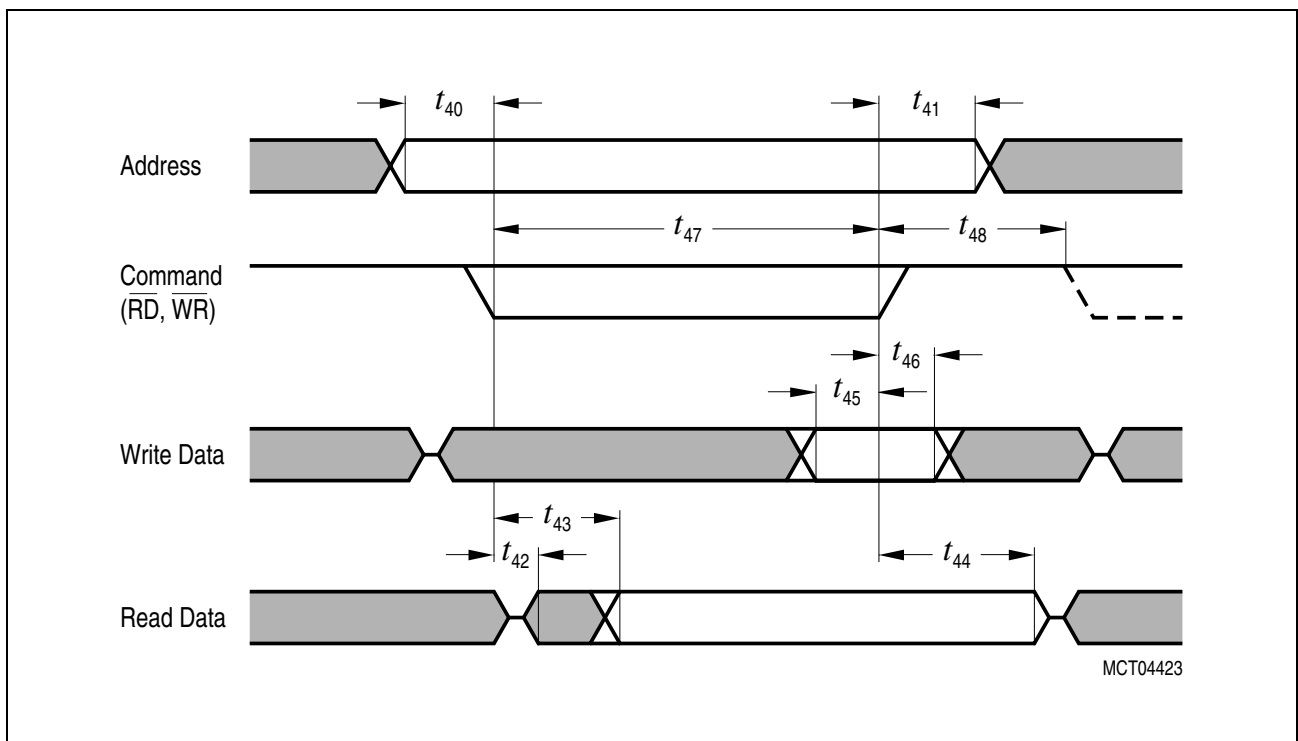 t40
t41
Address
t47
t48
Command
(RD, WR)
t46
t45
Write Data
t43
t42
t44
Read Data
MCT04423